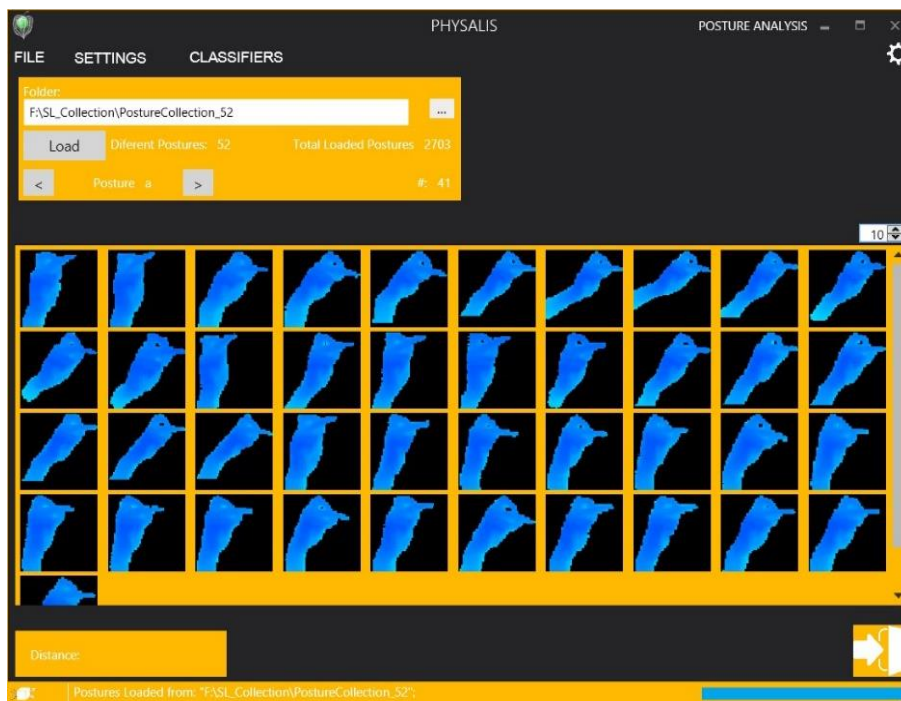 PHYSALIS POSTURE ANALYSIS
FILE SETTINGS CLASSIFIERS
Folder:
F:\SL_Collection\PostureCollection_52 ...
Load Diferent Postures: 52 Total Loaded Postures 2703
< Posture a > #: 41
10
Distance:
Postures Loaded from: "F:\SL_Collection\PostureCollection_52";